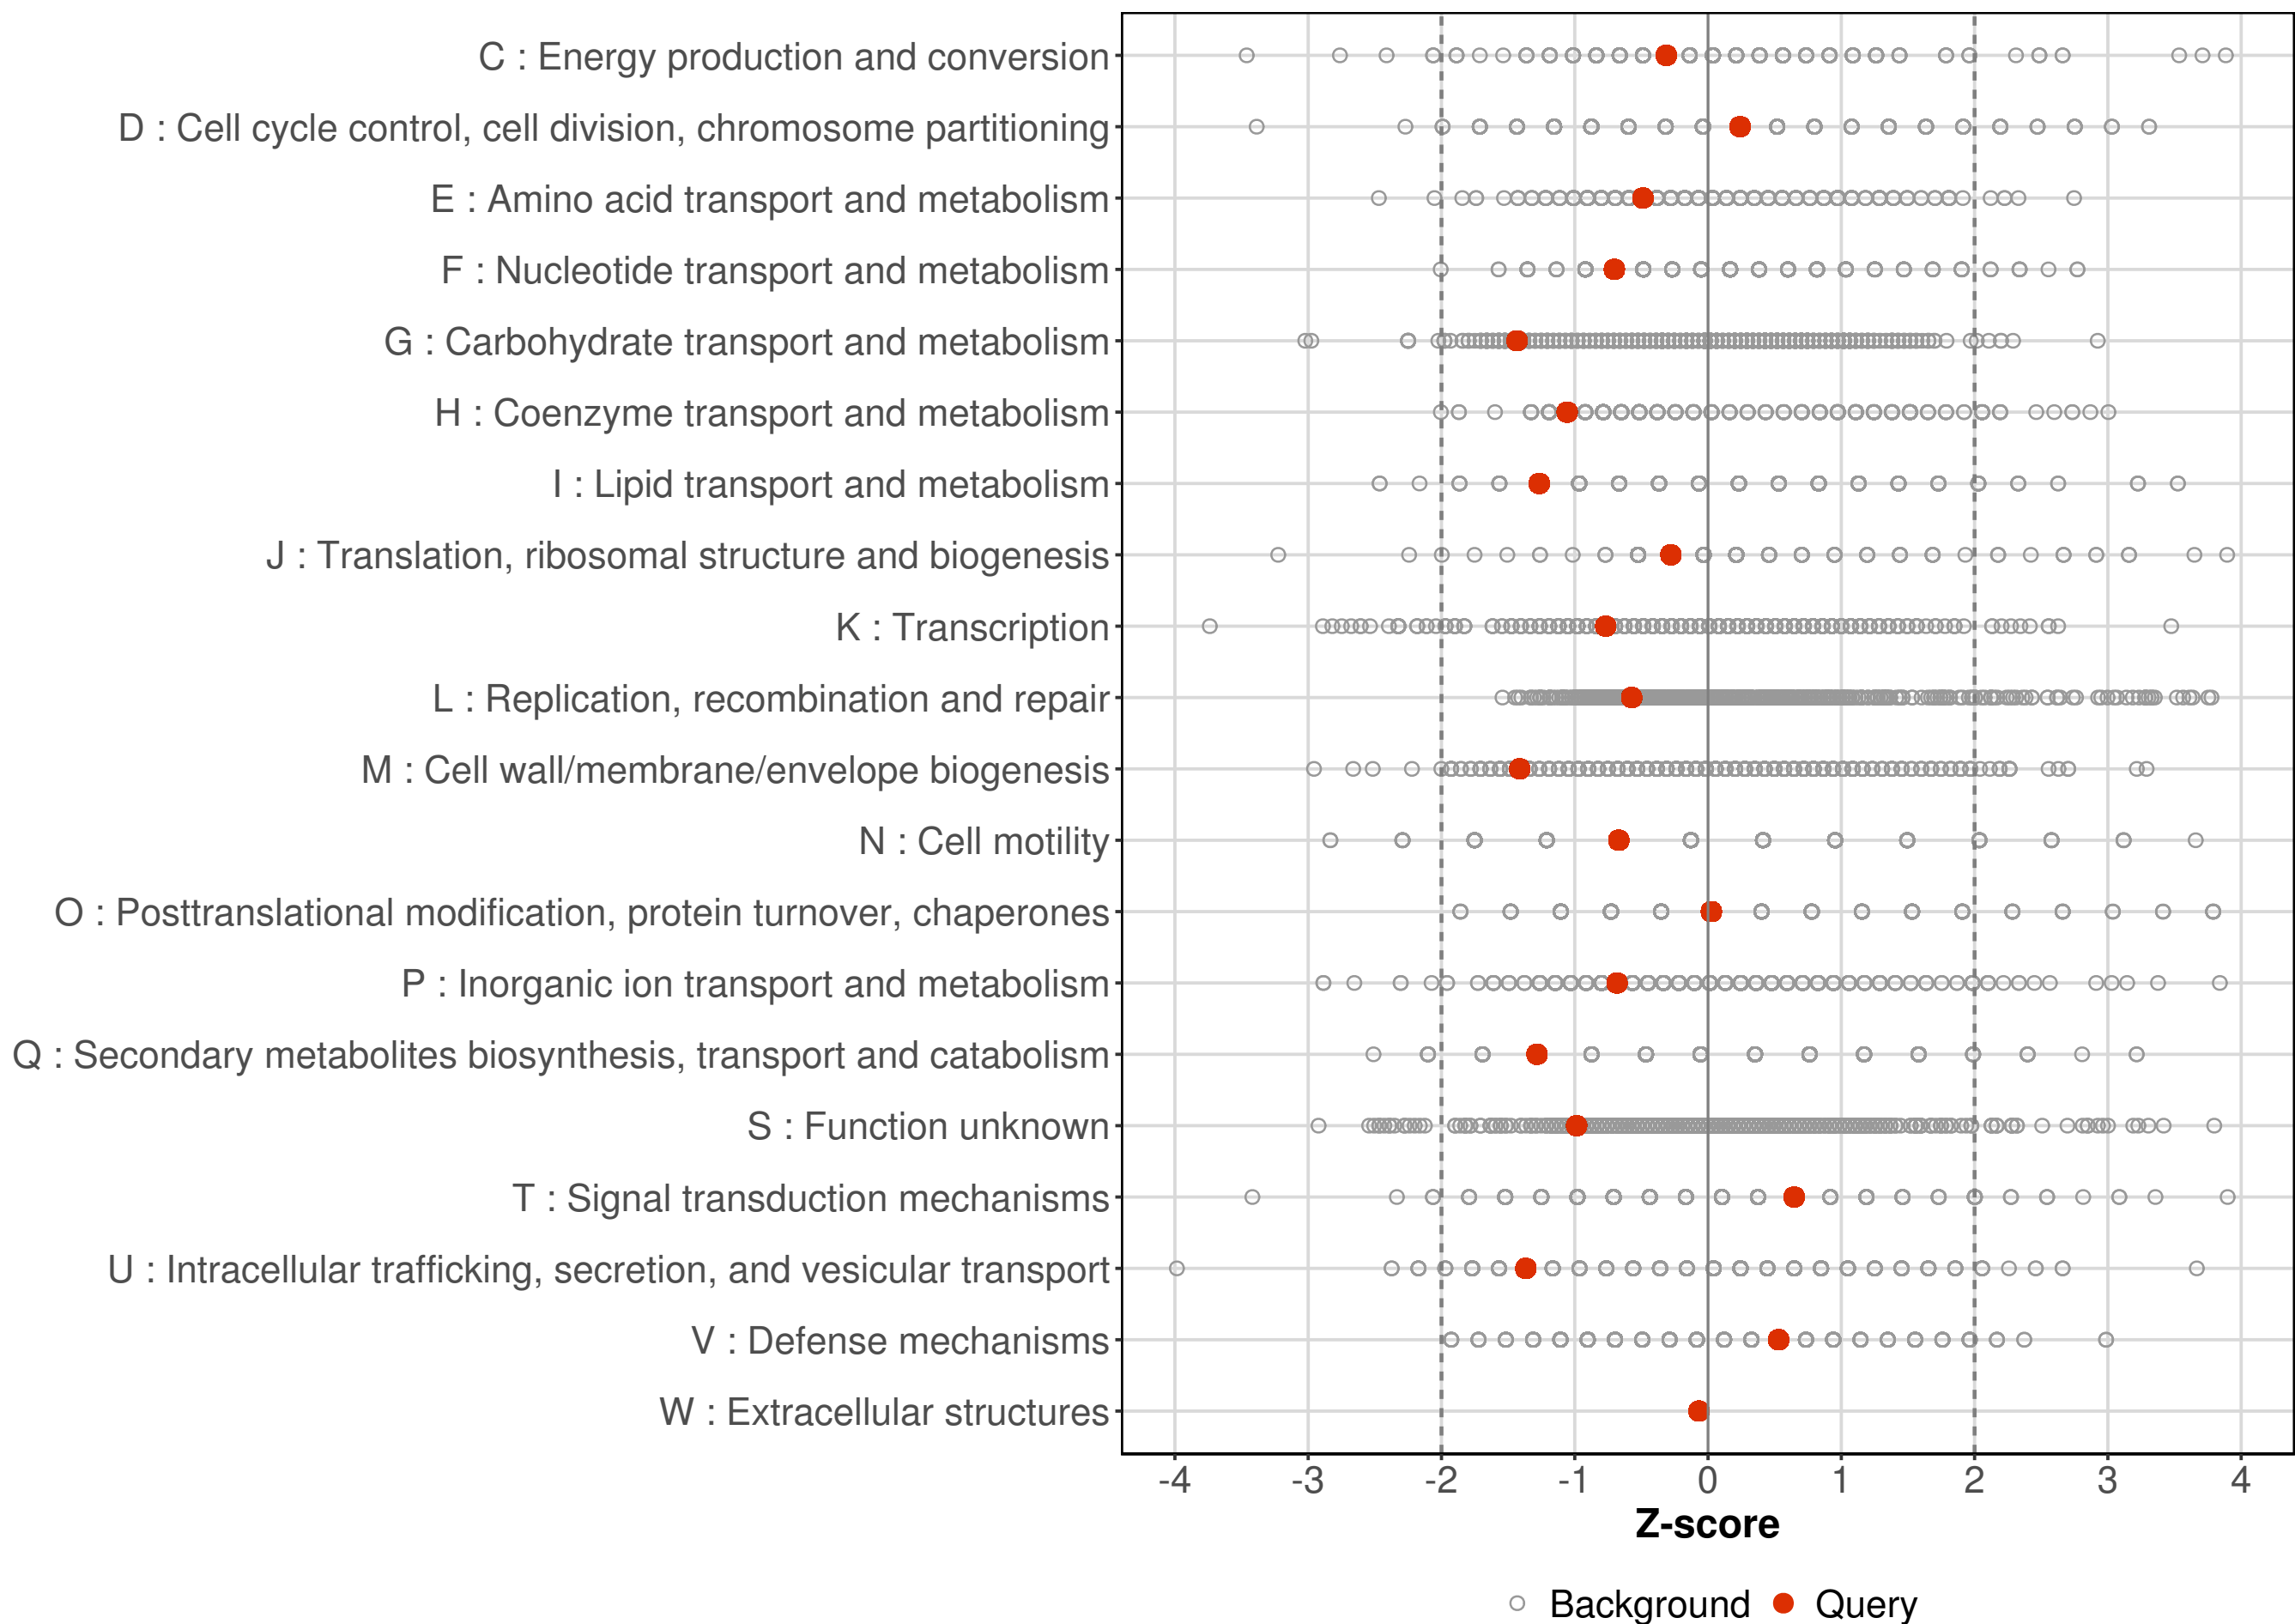 C : Energy production and conversion
D : Cell cycle control, cell division, chromosome partitioning
E : Amino acid transport and metabolism
F : Nucleotide transport and metabolism
G : Carbohydrate transport and metabolism
H : Coenzyme transport and metabolism
I : Lipid transport and metabolism
J : Translation, ribosomal structure and biogenesis
K : Transcription
L : Replication, recombination and repair
M : Cell wall/membrane/envelope biogenesis
N : Cell motility
O : Posttranslational modification, protein turnover, chaperones
P : Inorganic ion transport and metabolism
Q : Secondary metabolites biosynthesis, transport and catabolism
S : Function unknown
T : Signal transduction mechanisms
U : Intracellular trafficking, secretion, and vesicular transport
V : Defense mechanisms
W : Extracellular structures
-4 -3 -2 -1 0 1 2 3 4
Z-score
Background Query